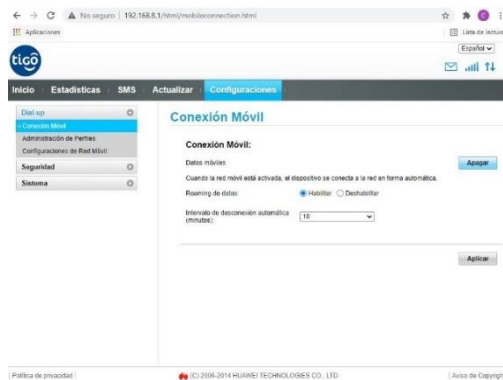 No seguro | 192.168.8.1/html/mobileconnection.html
Aplicaciones
Lista de lectura
Español
tigo
Inicio Estadísticas SMS Actualizar Configuraciones
Dial-up
Conexión Móvil
Administración de Perfiles
Configuraciones de Red Móvil
Seguridad
Sistema
Conexión Móvil
Conexión Móvil:
Datos móviles
Apagar
Cuando la red móvil está activada, el dispositivo se conecta a la red en forma automática.
Roaming de datos:
Habilitar Deshabilitar
Intervalo de desconexión automática
(minutos):
10
Aplicar
Política de privacidad
(C) 2006-2014 HUAWEI TECHNOLOGIES CO., LTD.
Aviso de Copyright